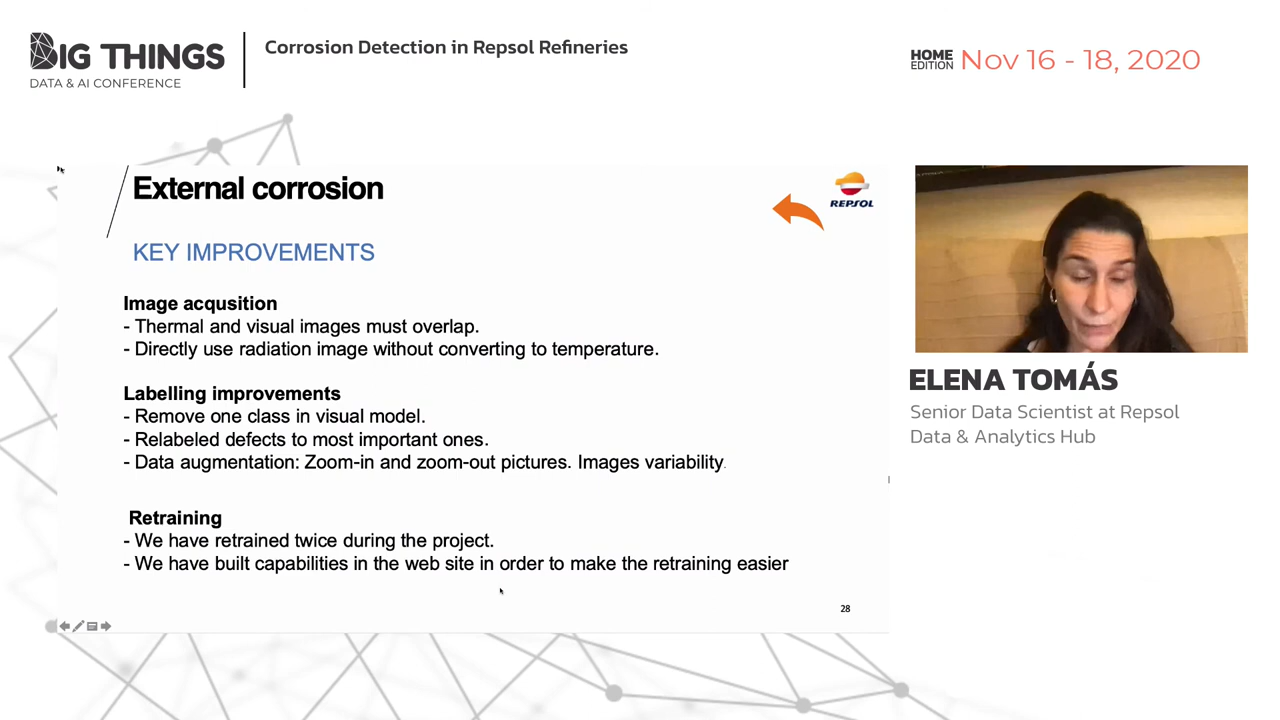 BIG THINGS
DATA & AI CONFERENCE
Corrosion Detection in Repsol Refineries
HOME
EDITION
Nov 16 - 18, 2020
External corrosion
REPSOL
KEY IMPROVEMENTS
Image acqusition
- Thermal and visual images must overlap.
- Directly use radiation image without converting to temperature.
Labelling improvements
- Remove one class in visual model.
- Relabeled defects to most important ones.
- Data augmentation: Zoom-in and zoom-out pictures. Images variability.
Retraining
- We have retrained twice during the project.
- We have built capabilities in the web site in order to make the retraining easier
28
ELENA TOMÁS
Senior Data Scientist at Repsol
Data & Analytics Hub